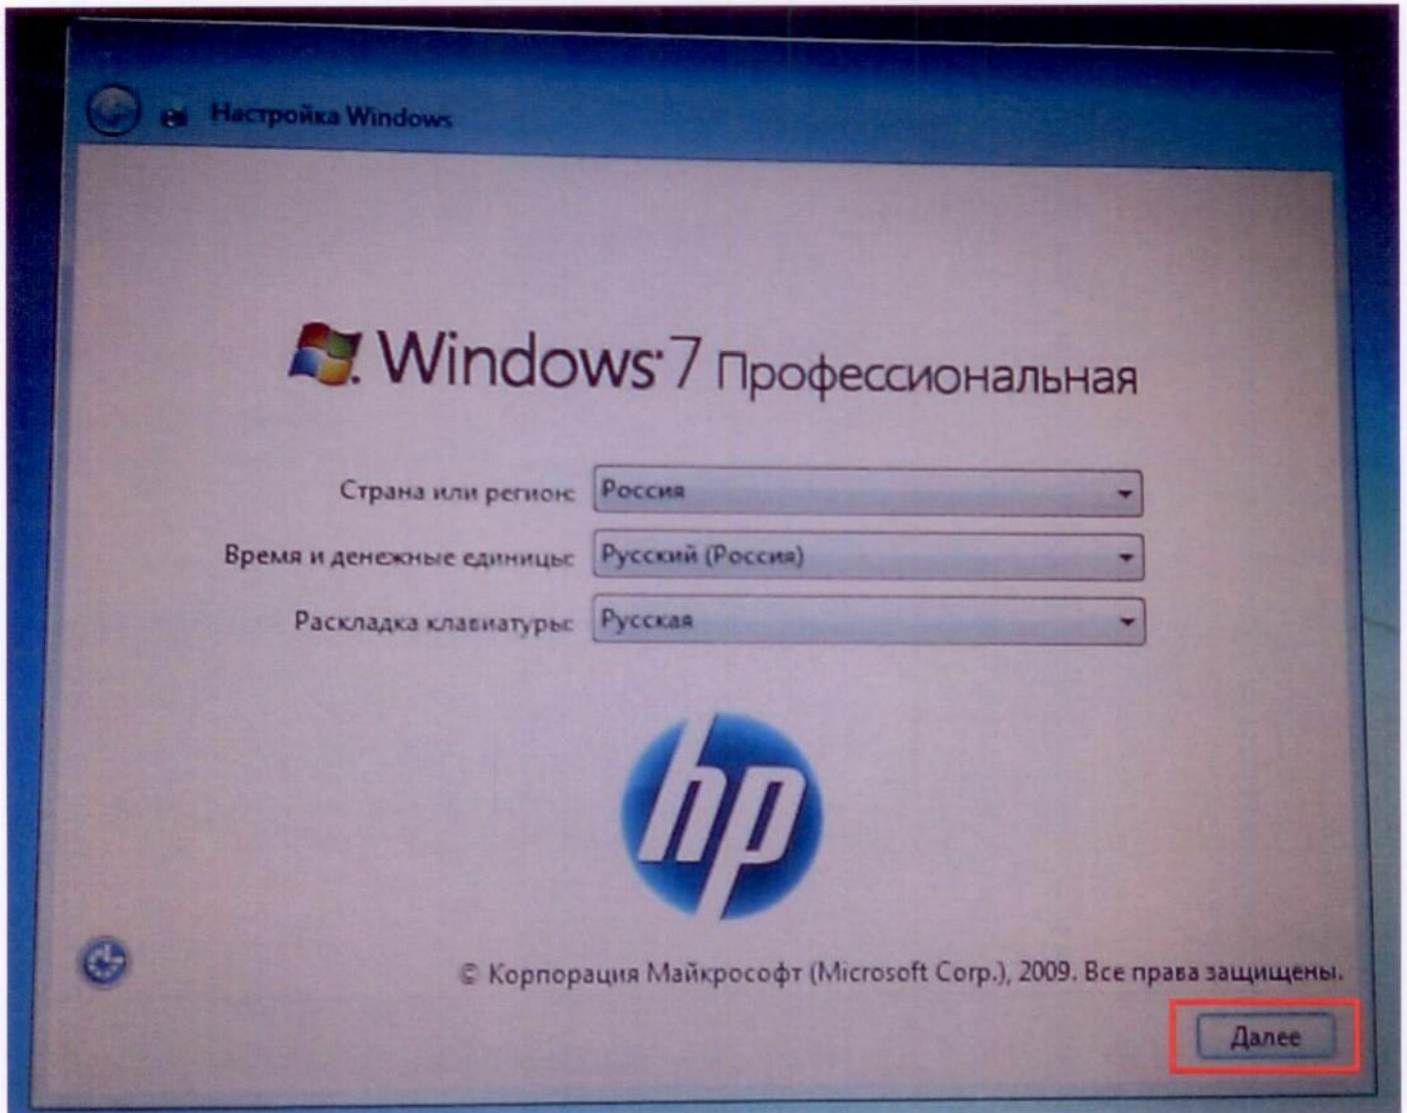 Настройка Windows
Windows 7 Профессиональная
Страна или регион: Россия
Время и денежные единицы: Русский (Россия)
Раскладка клавиатуры: Русская
hp
© Корпорация Майкрософт (Microsoft Corp.), 2009. Все права защищены.
Далее